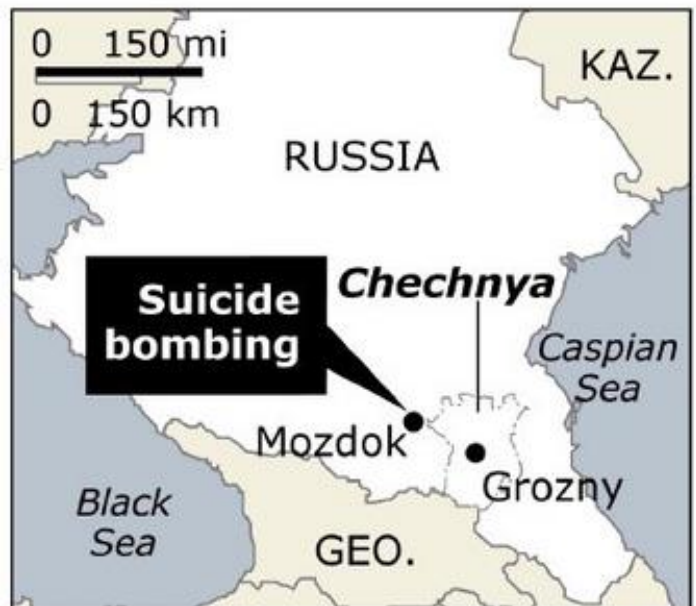 0 150 mi
0 150 km
KAZ.
RUSSIA
Suicide
bombing
Chechnya
Caspian
Sea
Mozdok
Grozny
Black
Sea
GEO.